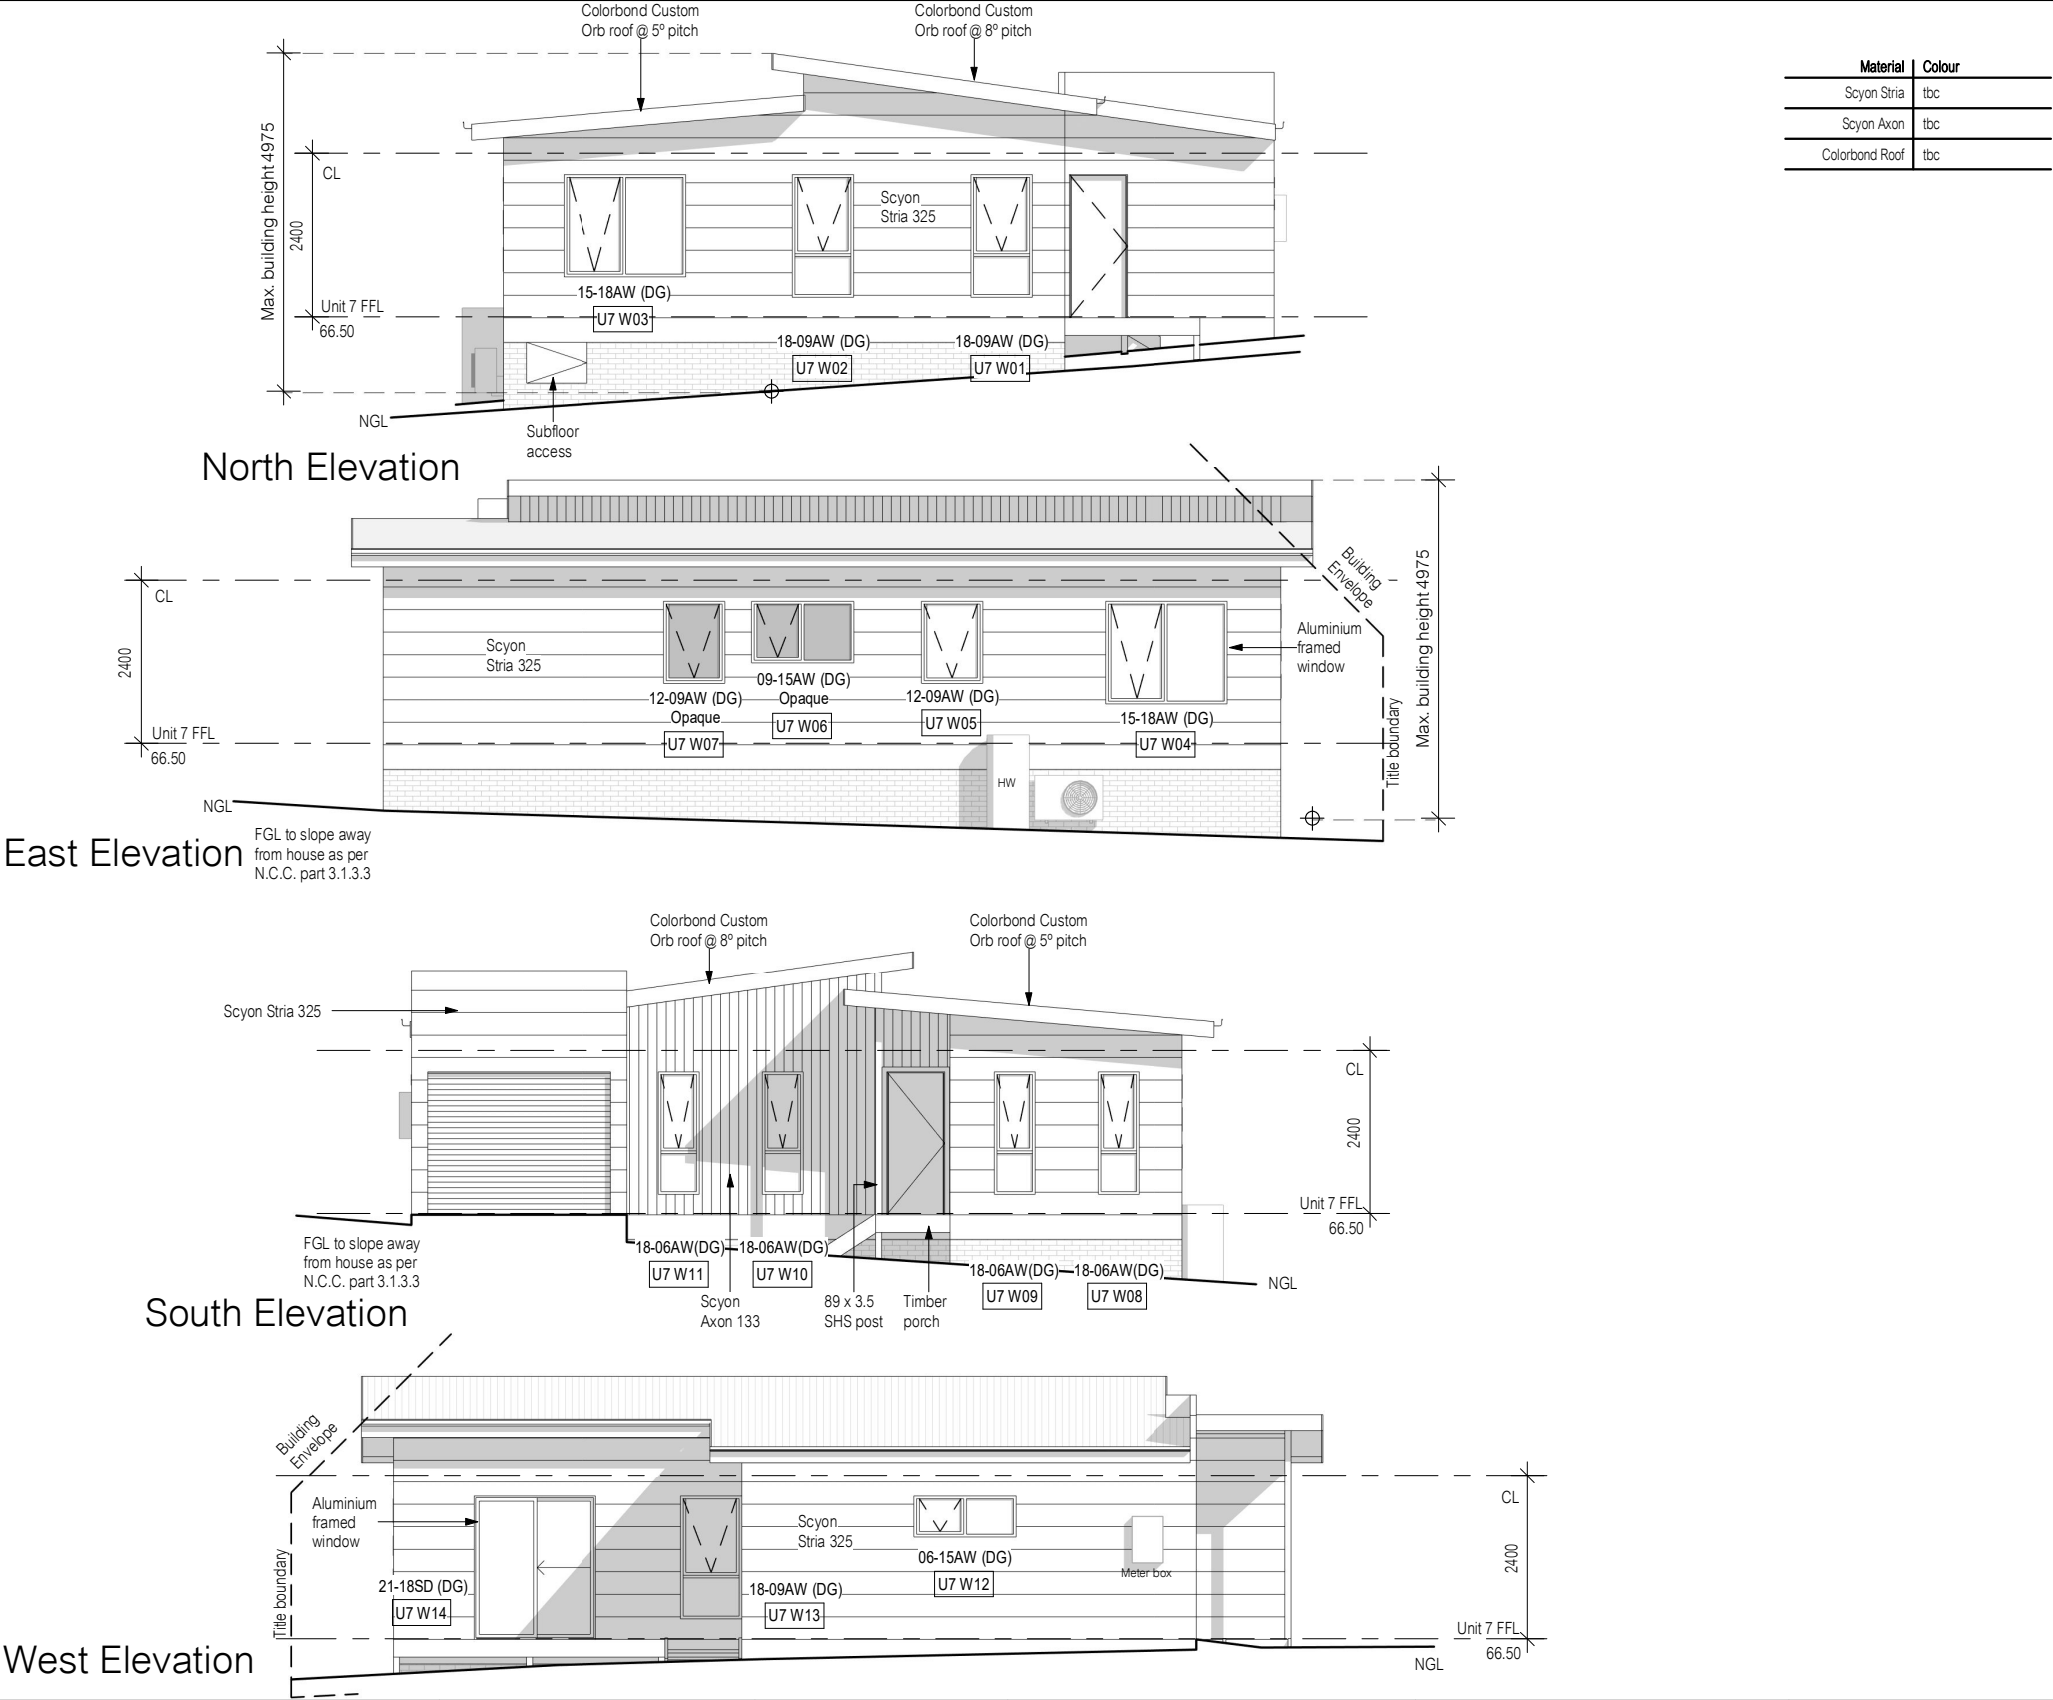 Colorbond Custom
Orb roof @ 5º pitch
Colorbond Custom
Orb roof @ 8º pitch
Material Colour
Scyon Stria tbc
Scyon Axon tbc
Colorbond Roof tbc
Max. building height 4975
CL
2400
Scyon
Stria 325
Unit 7 FFL
66.50
15-18AW (DG)
U7 W03
18-09AW (DG)
U7 W02
18-09AW (DG)
U7 W01
NGL
Subfloor
access
North Elevation
Building
Envelope
Max. building height 4975
CL
2400
Scyon
Stria 325
Aluminium
framed
window
12-09AW (DG)
Opaque
U7 W07
09-15AW (DG)
Opaque
U7 W06
12-09AW (DG)
U7 W05
15-18AW (DG)
U7 W04
Title boundary
Unit 7 FFL
66.50
HW
NGL
East Elevation
FGL to slope away
from house as per
N.C.C. part 3.1.3.3
Colorbond Custom
Orb roof @ 8º pitch
Colorbond Custom
Orb roof @ 5º pitch
Scyon Stria 325
CL
2400
Unit 7 FFL
66.50
FGL to slope away
from house as per
N.C.C. part 3.1.3.3
18-06AW(DG)
U7 W11
18-06AW(DG)
U7 W10
18-06AW(DG)
U7 W09
18-06AW(DG)
U7 W08
NGL
Scyon
Axon 133
89 x 3.5
SHS post
Timber
porch
South Elevation
Building
Envelope
Aluminium
framed
window
Title boundary
21-18SD (DG)
U7 W14
Scyon
Stria 325
18-09AW (DG)
U7 W13
06-15AW (DG)
U7 W12
Meter box
CL
2400
Unit 7 FFL
66.50
NGL
West Elevation